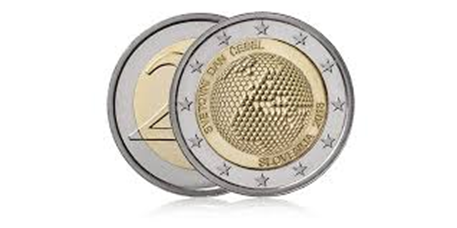 2
SVETOVNI DAN ČEBEL
SLOVENIJA 2018